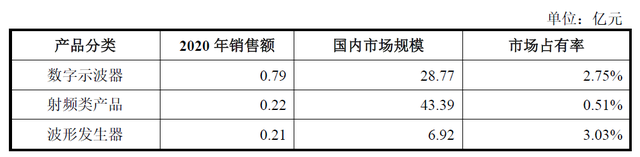 单位：亿元
产品分类 2020 年销售额 国内市场规模 市场占有率
数字示波器 0.79 28.77 2.75%
射频类产品 0.22 43.39 0.51%
波形发生器 0.21 6.92 3.03%